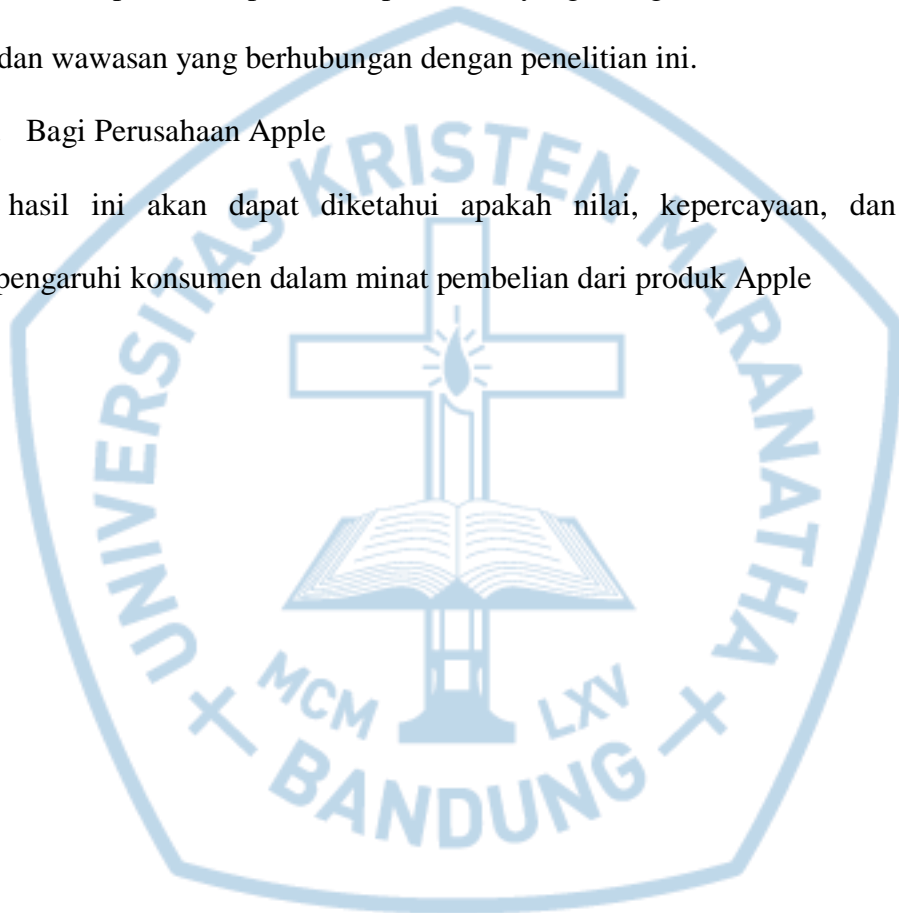 dan wawasan yang berhubungan dengan penelitian ini.
Bagi Perusahaan Apple
hasil ini akan dapat diketahui apakah nilai, kepercayaan, dan
pengaruhi konsumen dalam minat pembelian dari produk Apple
UNIVERSITAS KRISTEN MARANATHA
MCM LXV
BANDUNG